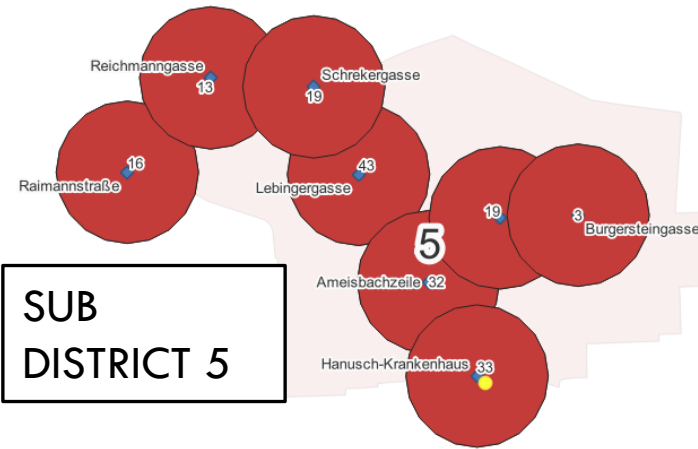 Reichmanngasse
13
Schrekergasse
19
Raimannstraße
16
Lebingergasse
43
19
3
Burgersteingasse
5
Ameisbachzeile
32
Hanusch-Krankenhaus
33
SUB
DISTRICT 5